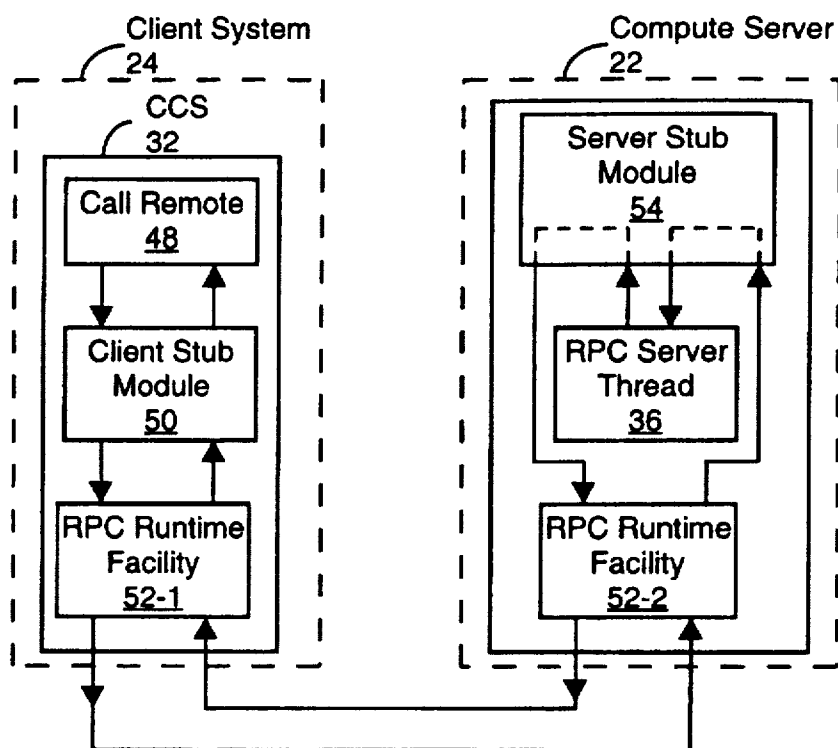 Client System
24
CCS
32
Call Remote
48
Client Stub
Module
50
RPC Runtime
Facility
52-1
Compute Server
22
Server Stub
Module
54
RPC Server
Thread
36
RPC Runtime
Facility
52-2